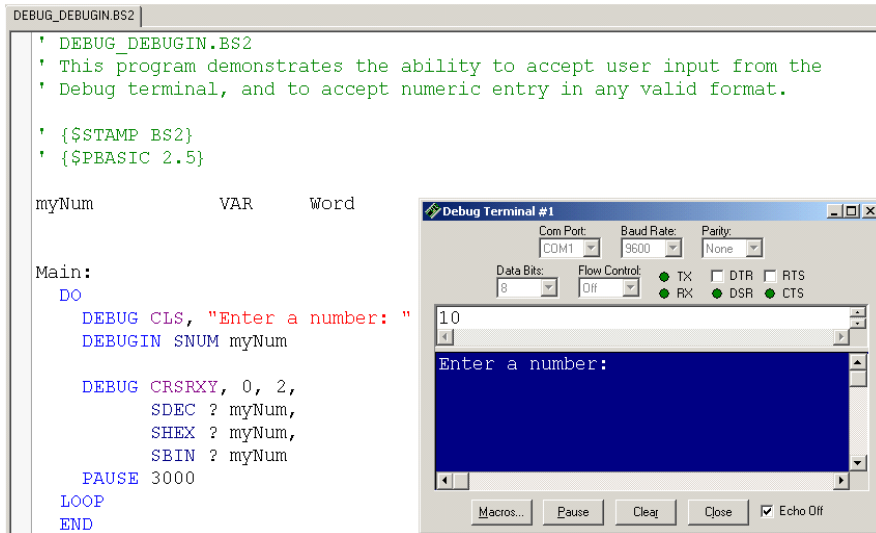 DEBUG_DEBUGIN.BS2
' DEBUG_DEBUGIN.BS2
' This program demonstrates the ability to accept user input from the
' Debug terminal, and to accept numeric entry in any valid format.
' {$STAMP BS2}
' {$PBASIC 2.5}
myNum VAR Word
Main:
DO
DEBUG CLS, "Enter a number: "
DEBUGIN SNUM myNum
DEBUG CRSRXY, 0, 2,
SDEC ? myNum,
SHEX ? myNum,
SBIN ? myNum
PAUSE 3000
LOOP
END
Debug Terminal #1
Com Port: Baud Rate: Parity:
COM1 9600 None
Data Bits: Flow Control: TX DTR RTS
8 Off RX DSR CTS
10
Enter a number:
Macros... Pause Clear Close Echo Off